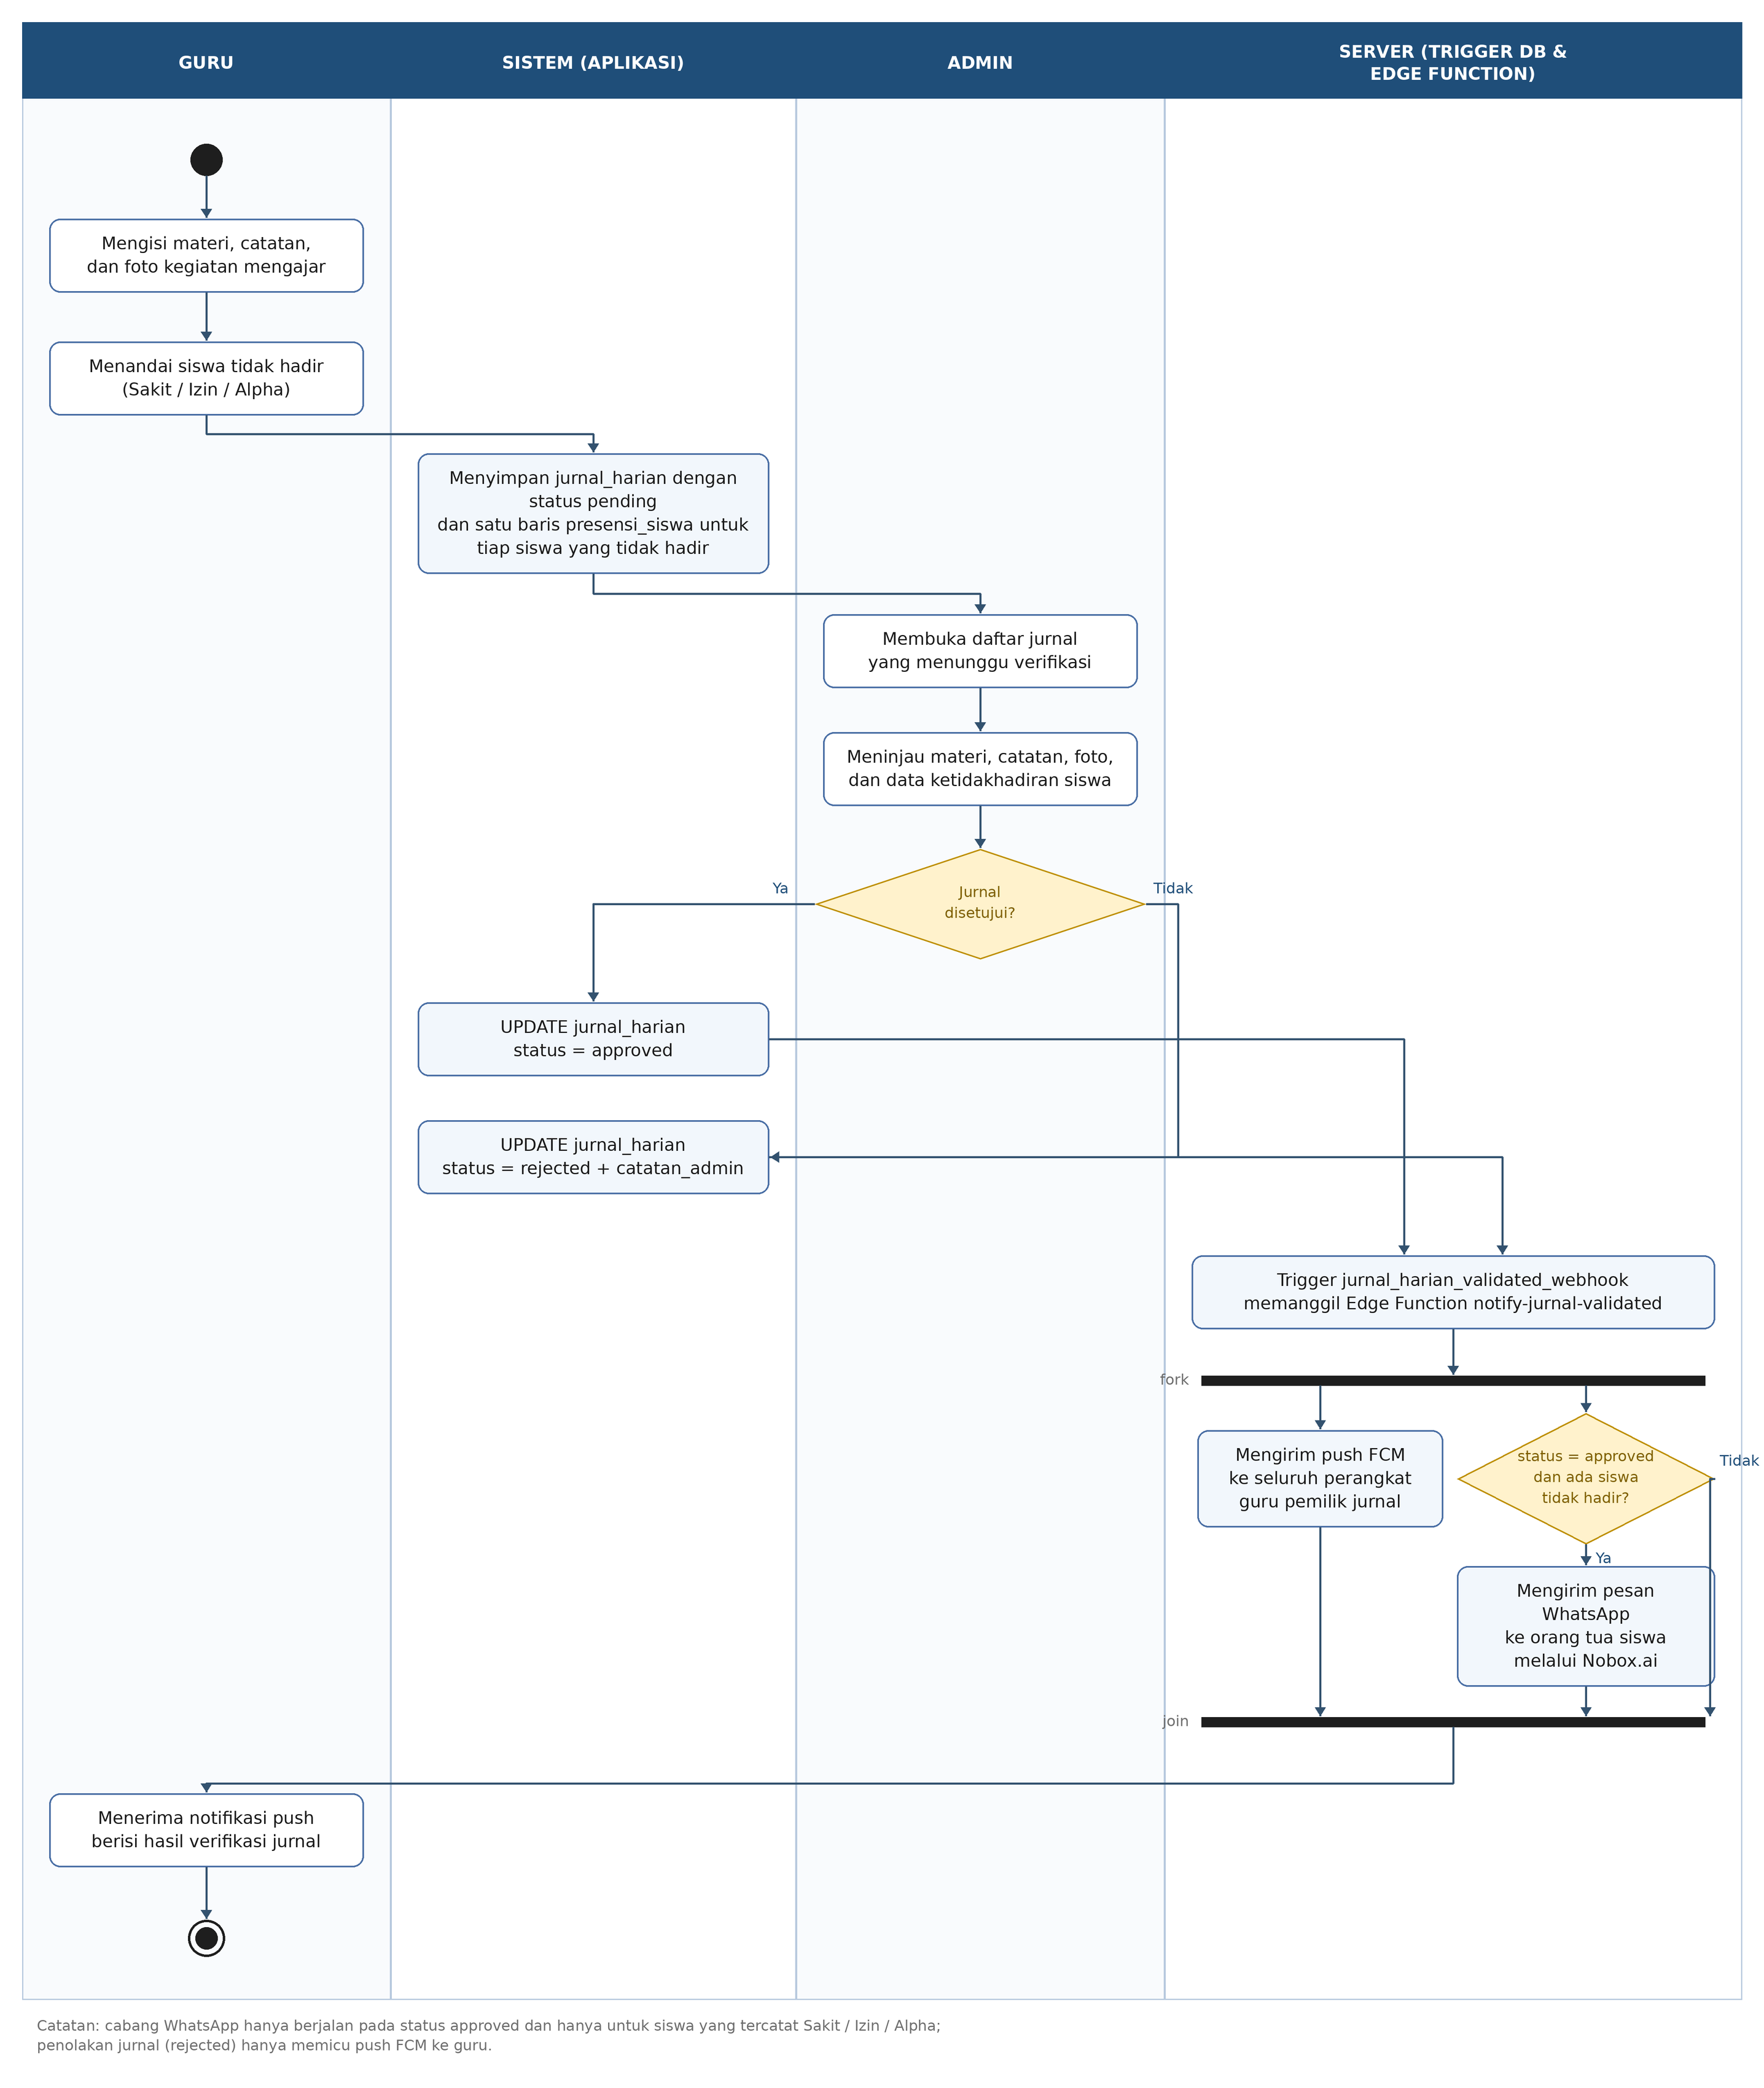 GURU
SISTEM (APLIKASI)
ADMIN
SERVER (TRIGGER DB &
EDGE FUNCTION)
Mengisi materi, catatan,
dan foto kegiatan mengajar
Menandai siswa tidak hadir
(Sakit / Izin / Alpha)
Menyimpan jurnal_harian dengan
status pending
dan satu baris presensi_siswa untuk
tiap siswa yang tidak hadir
Membuka daftar jurnal
yang menunggu verifikasi
Meninjau materi, catatan, foto,
dan data ketidakhadiran siswa
Ya
Jurnal
disetujui?
Tidak
UPDATE jurnal_harian
status = approved
UPDATE jurnal_harian
status = rejected + catatan_admin
Trigger jurnal_harian_validated_webhook
memanggil Edge Function notify-jurnal-validated
fork
Mengirim push FCM
ke seluruh perangkat
guru pemilik jurnal
status = approved
dan ada siswa
tidak hadir?
Tidak
Ya
Mengirim pesan
WhatsApp
ke orang tua siswa
melalui Nobox.ai
join
Menerima notifikasi push
berisi hasil verifikasi jurnal
Catatan: cabang WhatsApp hanya berjalan pada status approved dan hanya untuk siswa yang tercatat Sakit / Izin / Alpha;
penolakan jurnal (rejected) hanya memicu push FCM ke guru.